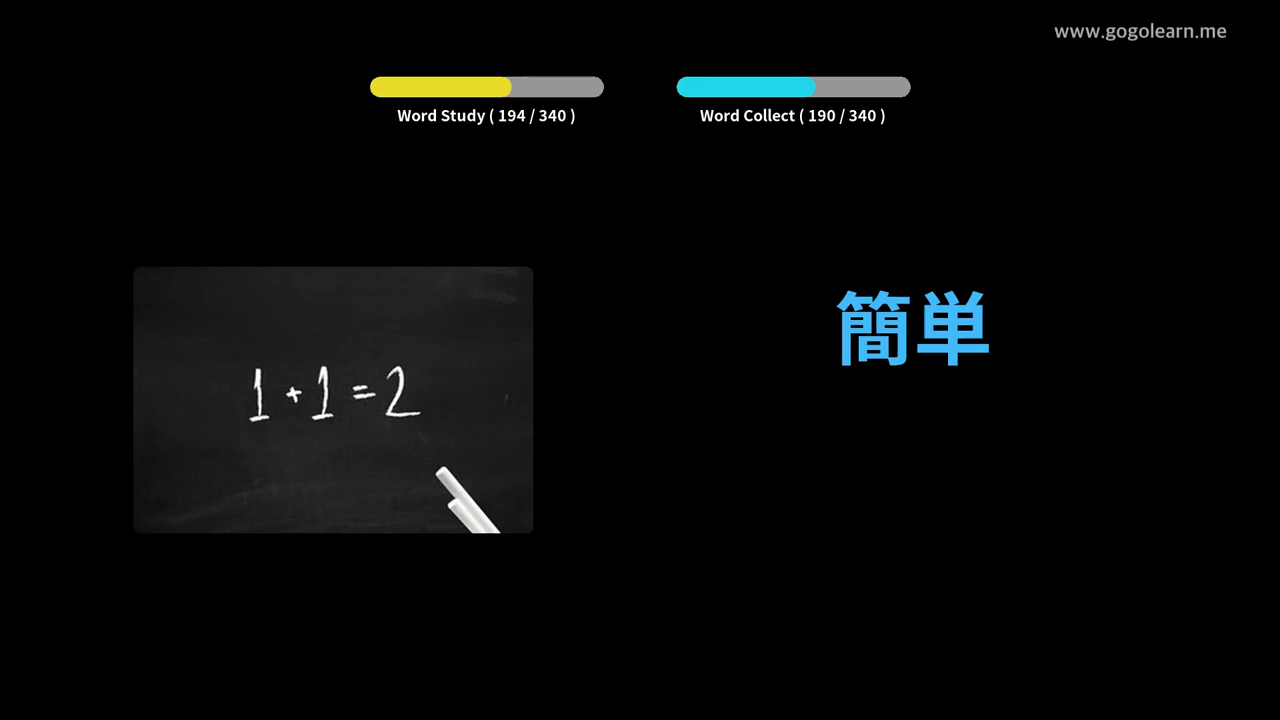 www.gogolearn.me
Word Study ( 194 / 340 )
Word Collect ( 190 / 340 )
簡単
1 + 1 = 2